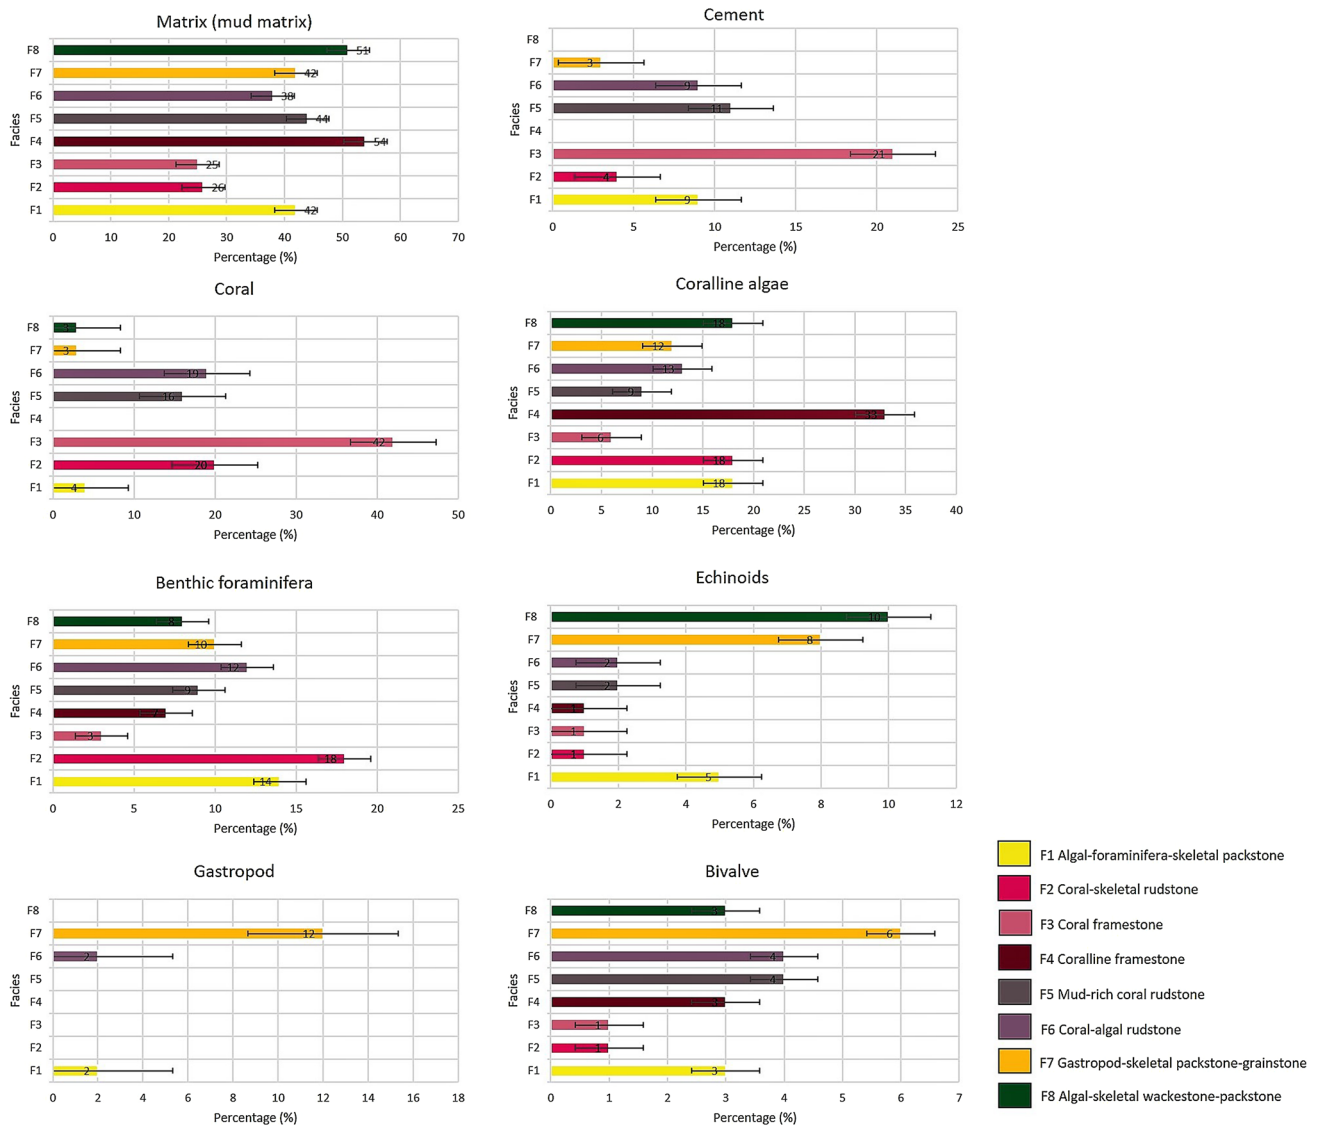 Matrix (mud matrix)
Facies
F8 51
F7 42
F6 38
F5 44
F4 54
F3 25
F2 26
F1 42
0 10 20 30 40 50 60 70
Percentage (%)
Cement
Facies
F8
F7 3
F6 9
F5 11
F4
F3 21
F2 4
F1 9
0 5 10 15 20 25
Percentage (%)
Coral
Facies
F8
F7 3
F6 19
F5 16
F4
F3 42
F2 20
F1 4
0 10 20 30 40 50
Percentage (%)
Coralline algae
Facies
F8 18
F7 12
F6 13
F5 9
F4 33
F3 6
F2 18
F1 18
0 5 10 15 20 25 30 35 40
Percentage (%)
Benthic foraminifera
Facies
F8 8
F7 10
F6 12
F5 9
F4 7
F3 3
F2 18
F1 14
0 5 10 15 20 25
Percentage (%)
Echinoids
Facies
F8 10
F7 8
F6 2
F5 2
F4 1
F3 1
F2 1
F1 5
0 2 4 6 8 10 12
Percentage (%)
Gastropod
Facies
F8
F7 12
F6 2
F5
F4
F3
F2
F1 2
0 2 4 6 8 10 12 14 16 18
Percentage (%)
Bivalve
Facies
F8 3
F7 6
F6 4
F5 4
F4 3
F3 1
F2 1
F1 3
0 1 2 3 4 5 6 7
Percentage (%)
F1 Algal-foraminifera-skeletal packstone
F2 Coral-skeletal rudstone
F3 Coral framestone
F4 Coralline framestone
F5 Mud-rich coral rudstone
F6 Coral-algal rudstone
F7 Gastropod-skeletal packstone-grainstone
F8 Algal-skeletal wackestone-packstone